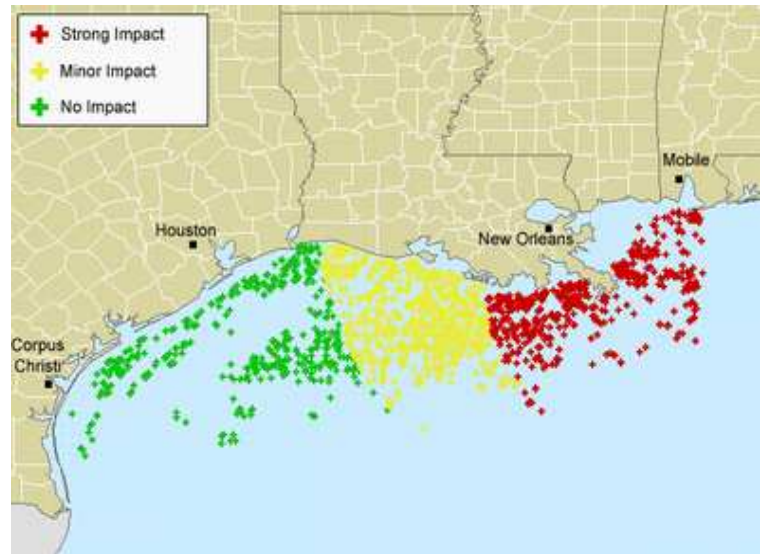 Strong Impact
Minor Impact
No Impact
Mobile
Houston
New Orleans
Corpus
Christi